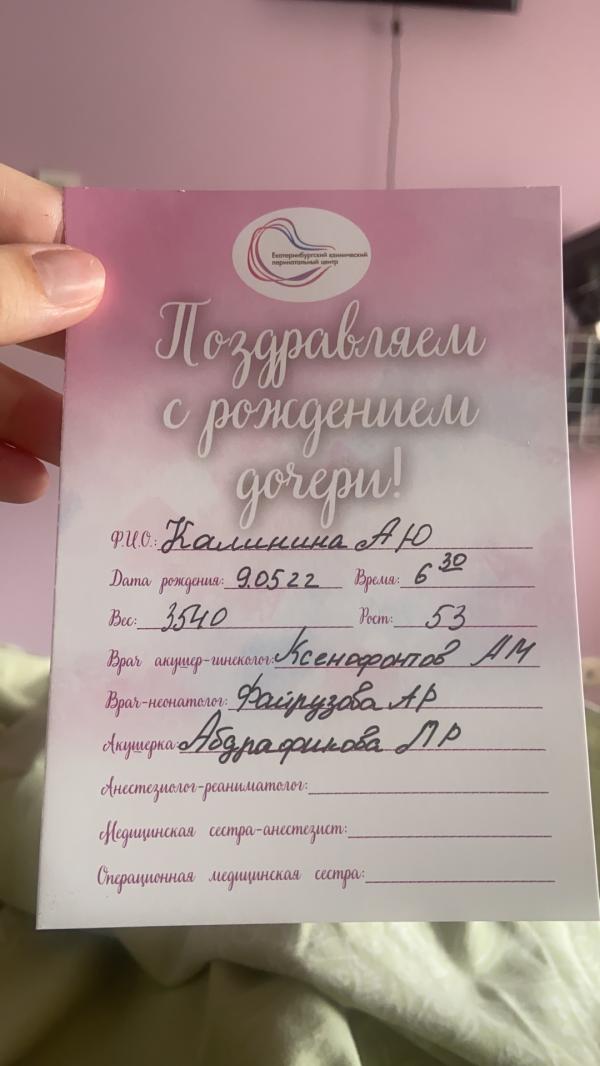 Екатеринбургский клинический
перинатальный центр
Поздравляем
с рождением
дочери!
Ф.И.О.: Калинина А Ю
Дата рождения: 9.05 22 Время: 6 30
Вес: 3540 Рост: 53
Врач акушер-гинеколог: Ксенофонтов АМ
Врач-неонатолог: Файрузова АР
Акушерка: Абдрафикова ЛР
Анестезиолог-реаниматолог:
Медицинская сестра-анестезист:
Операционная медицинская сестра: